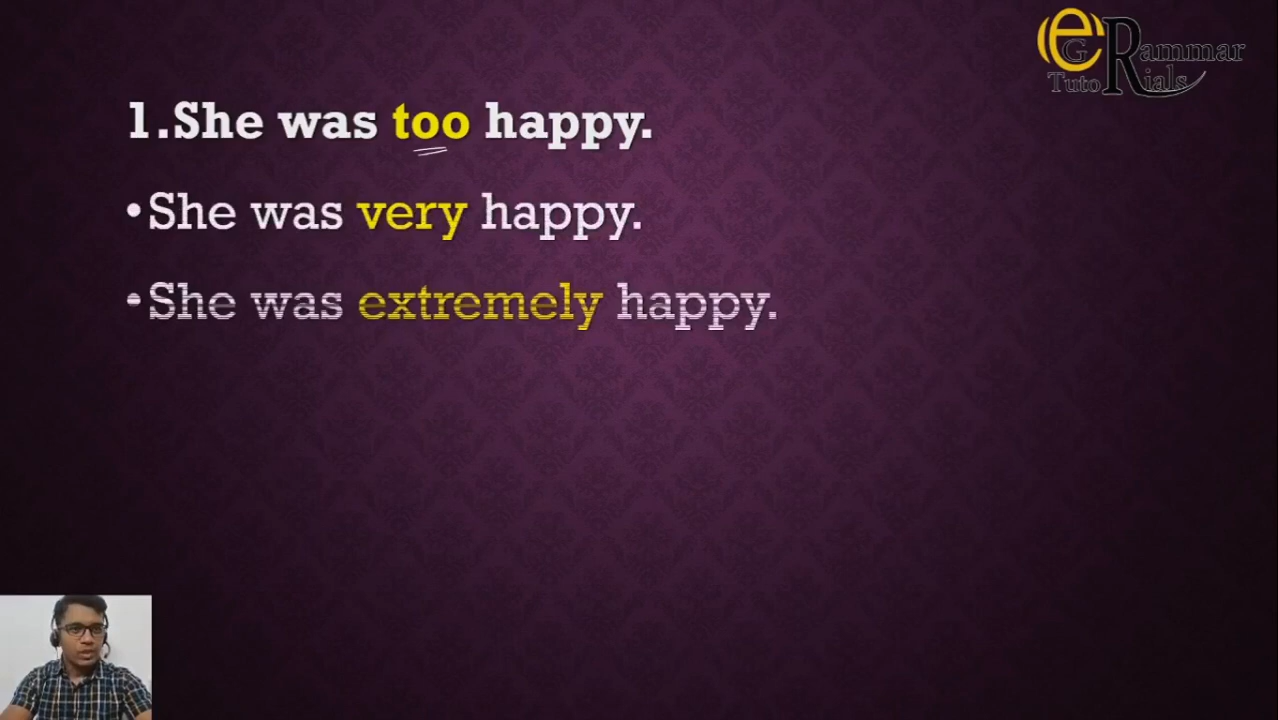 eGRammar
TutoRials
1.She was too happy.
•She was very happy.
•She was extremely happy.